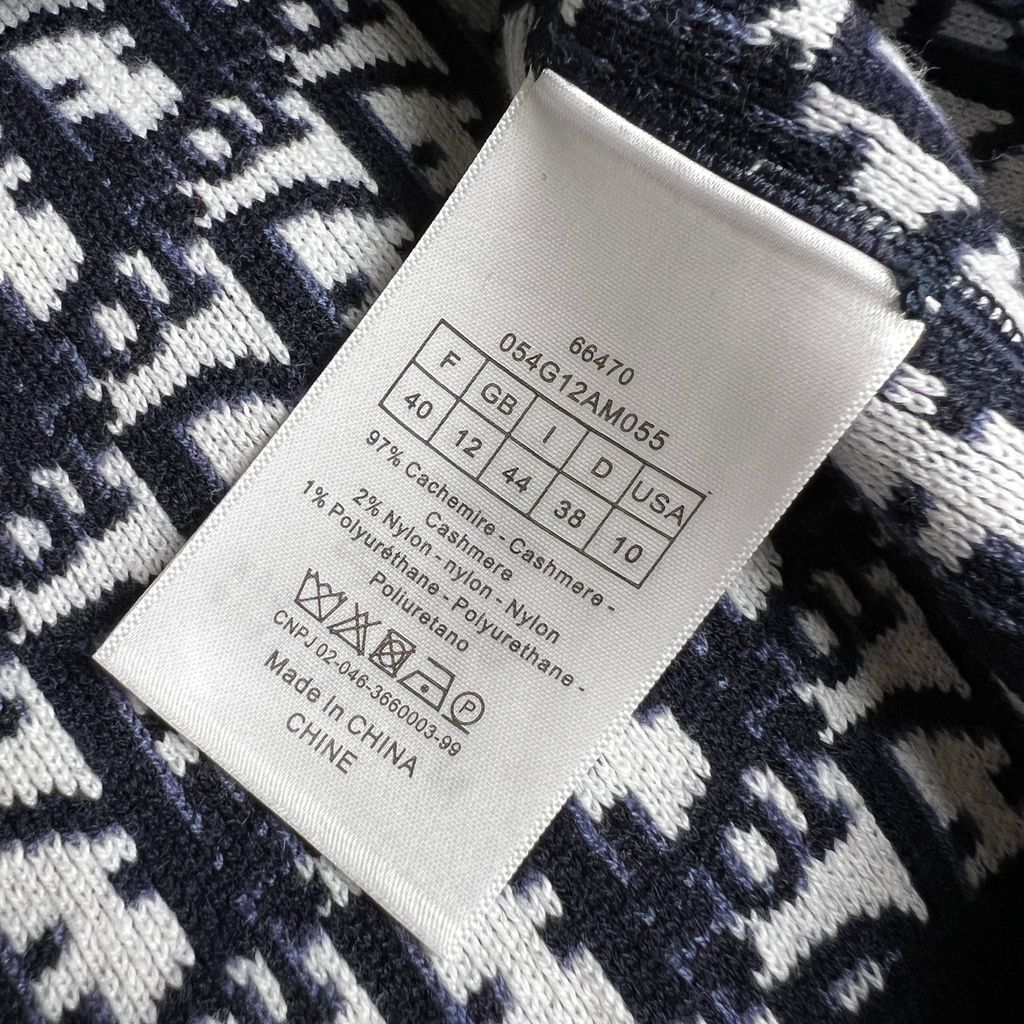 66470
054G12AM055
F GB I D USA
40 12 44 38 10
97% Cachemire - Cashmere -
Cashmere
2% Nylon - nylon - Nylon
1% Polyuréthane - Polyurethane -
Poliuretano
P
CNPJ 02-046-3660003-99
Made In CHINA
CHINE